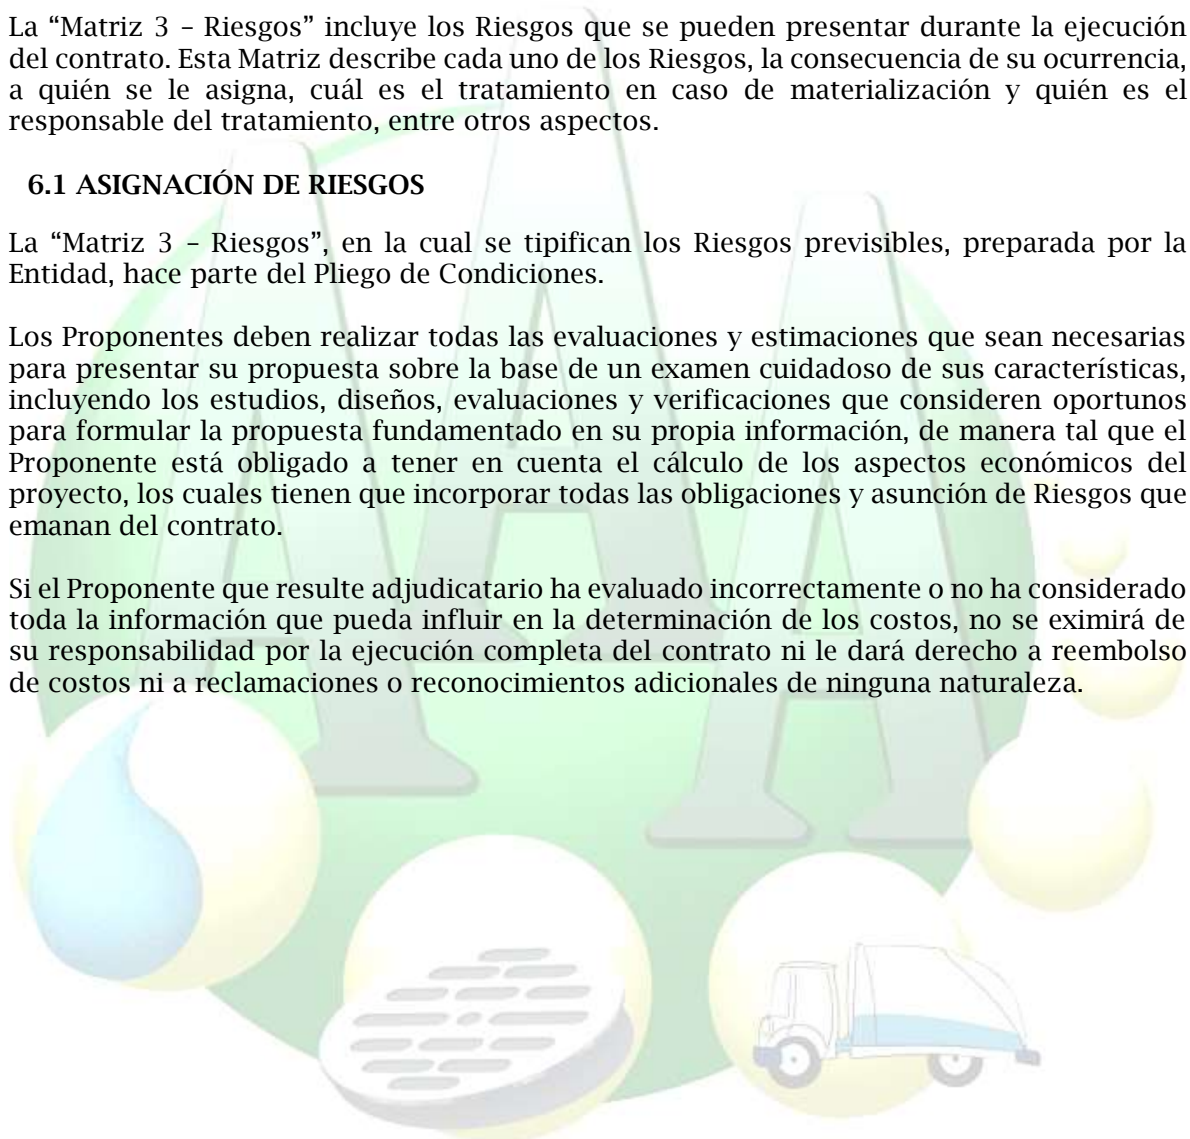 La “Matriz 3 – Riesgos” incluye los Riesgos que se pueden presentar durante la ejecución
del contrato. Esta Matriz describe cada uno de los Riesgos, la consecuencia de su ocurrencia,
a quién se le asigna, cuál es el tratamiento en caso de materialización y quién es el
responsable del tratamiento, entre otros aspectos.
6.1 ASIGNACIÓN DE RIESGOS
La “Matriz 3 – Riesgos”, en la cual se tipifican los Riesgos previsibles, preparada por la
Entidad, hace parte del Pliego de Condiciones.
Los Proponentes deben realizar todas las evaluaciones y estimaciones que sean necesarias
para presentar su propuesta sobre la base de un examen cuidadoso de sus características,
incluyendo los estudios, diseños, evaluaciones y verificaciones que consideren oportunos
para formular la propuesta fundamentado en su propia información, de manera tal que el
Proponente está obligado a tener en cuenta el cálculo de los aspectos económicos del
proyecto, los cuales tienen que incorporar todas las obligaciones y asunción de Riesgos que
emanan del contrato.
Si el Proponente que resulte adjudicatario ha evaluado incorrectamente o no ha considerado
toda la información que pueda influir en la determinación de los costos, no se eximirá de
su responsabilidad por la ejecución completa del contrato ni le dará derecho a reembolso
de costos ni a reclamaciones o reconocimientos adicionales de ninguna naturaleza.
AAA